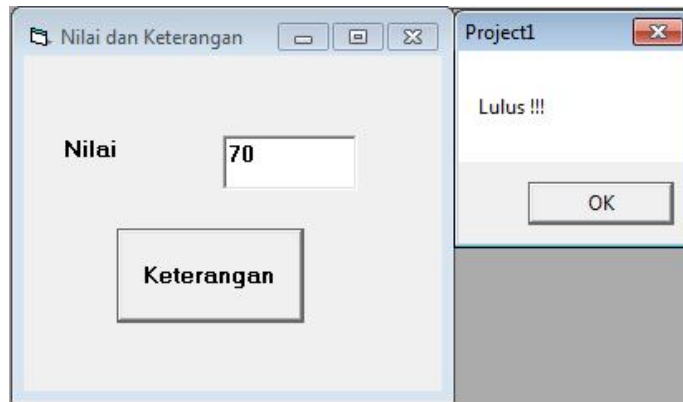 Nilai dan Keterangan
Nilai
70
Keterangan
Project1
Lulus !!!
OK